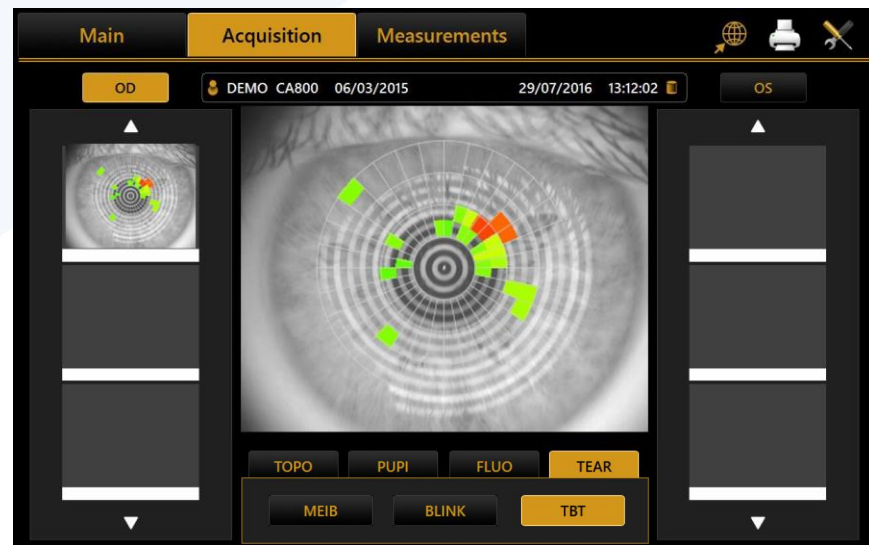 Main Acquisition Measurements
OD DEMO CA800 06/03/2015 29/07/2016 13:12:02 OS
TOPO PUPI FLUO TEAR
MEIB BLINK TBT